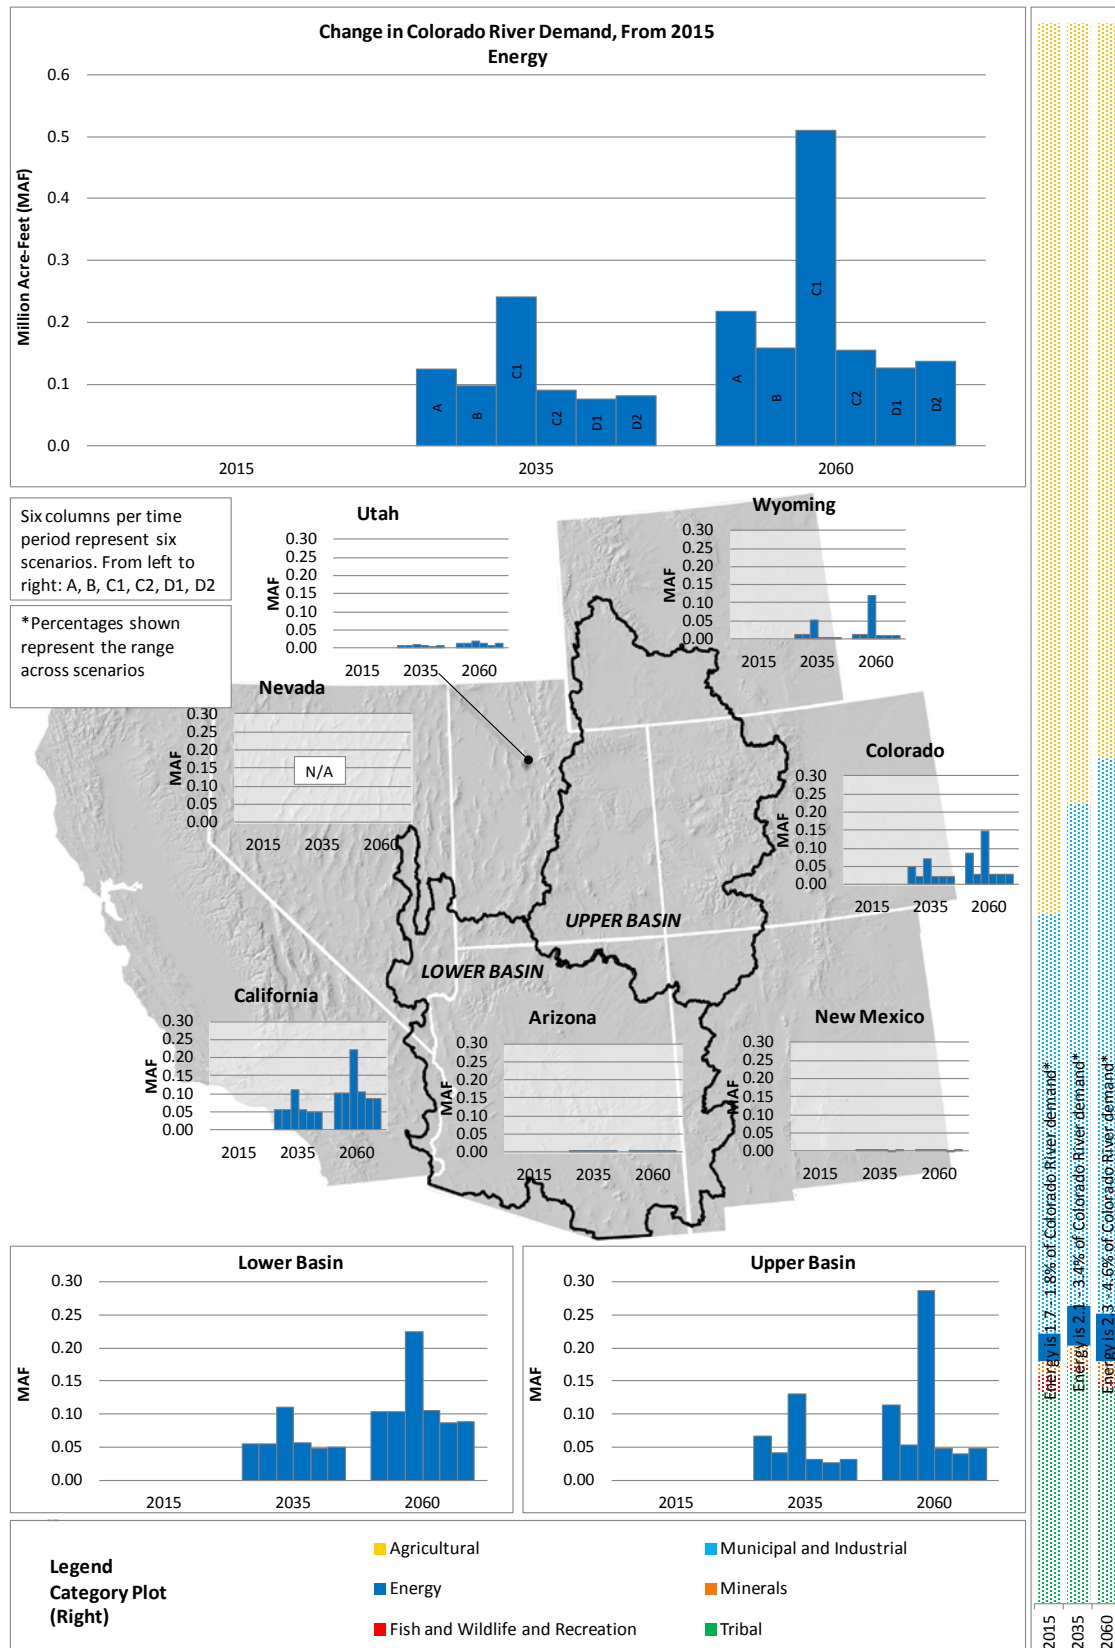 Change in Colorado River Demand, From 2015
Energy
Million Acre-Feet (MAF)
0.6
0.5
0.4
0.3
0.2
0.1
0.0
A
B
C1
C2
D1
D2
A
B
C1
C2
D1
D2
2015
2035
2060
Six columns per time
period represent six
scenarios. From left to
right: A, B, C1, C2, D1, D2
*Percentages shown
represent the range
across scenarios
Utah
MAF
0.30
0.25
0.20
0.15
0.10
0.05
0.00
2015
2035
2060
Wyoming
MAF
0.30
0.25
0.20
0.15
0.10
0.05
0.00
2015
2035
2060
Nevada
MAF
0.30
0.25
0.20
0.15
0.10
0.05
0.00
N/A
2015
2035
2060
Colorado
MAF
0.30
0.25
0.20
0.15
0.10
0.05
0.00
2015
2035
2060
UPPER BASIN
LOWER BASIN
California
MAF
0.30
0.25
0.20
0.15
0.10
0.05
0.00
2015
2035
2060
Arizona
MAF
0.30
0.25
0.20
0.15
0.10
0.05
0.00
2015
2035
2060
New Mexico
MAF
0.30
0.25
0.20
0.15
0.10
0.05
0.00
2015
2035
2060
Lower Basin
MAF
0.30
0.25
0.20
0.15
0.10
0.05
0.00
2015
2035
2060
Upper Basin
MAF
0.30
0.25
0.20
0.15
0.10
0.05
0.00
2015
2035
2060
Legend
Category Plot
(Right)
Agricultural
Municipal and Industrial
Energy
Minerals
Fish and Wildlife and Recreation
Tribal
Energy is 1.7 - 1.8% of Colorado River demand*
Energy is 2.1 - 3.4% of Colorado River demand*
Energy is 2.3 - 4.6% of Colorado River demand*
2015
2035
2060